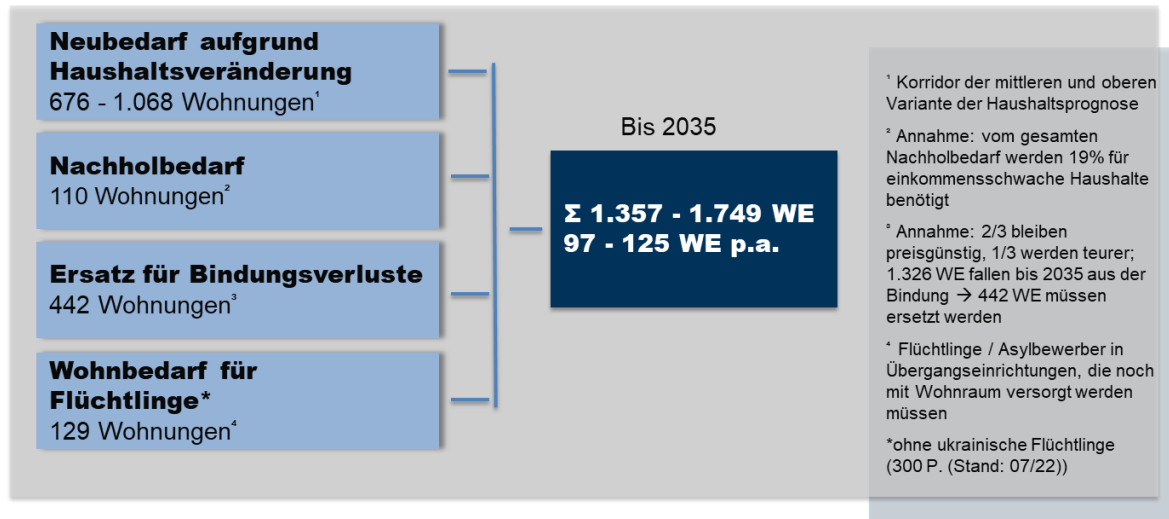 Neubedarf aufgrund
Haushaltsveränderung
676 - 1.068 Wohnungen¹
Nachholbedarf
110 Wohnungen²
Ersatz für Bindungsverluste
442 Wohnungen³
Wohnbedarf für
Flüchtlinge*
129 Wohnungen⁴
Bis 2035
Σ 1.357 - 1.749 WE
97 - 125 WE p.a.
¹ Korridor der mittleren und oberen
Variante der Haushaltsprognose
² Annahme: vom gesamten
Nachholbedarf werden 19% für
einkommensschwache Haushalte
benötigt
³ Annahme: 2/3 bleiben
preisgünstig, 1/3 werden teurer;
1.326 WE fallen bis 2035 aus der
Bindung → 442 WE müssen
ersetzt werden
⁴ Flüchtlinge / Asylbewerber in
Übergangseinrichtungen, die noch
mit Wohnraum versorgt werden
müssen
*ohne ukrainische Flüchtlinge
(300 P. (Stand: 07/22))